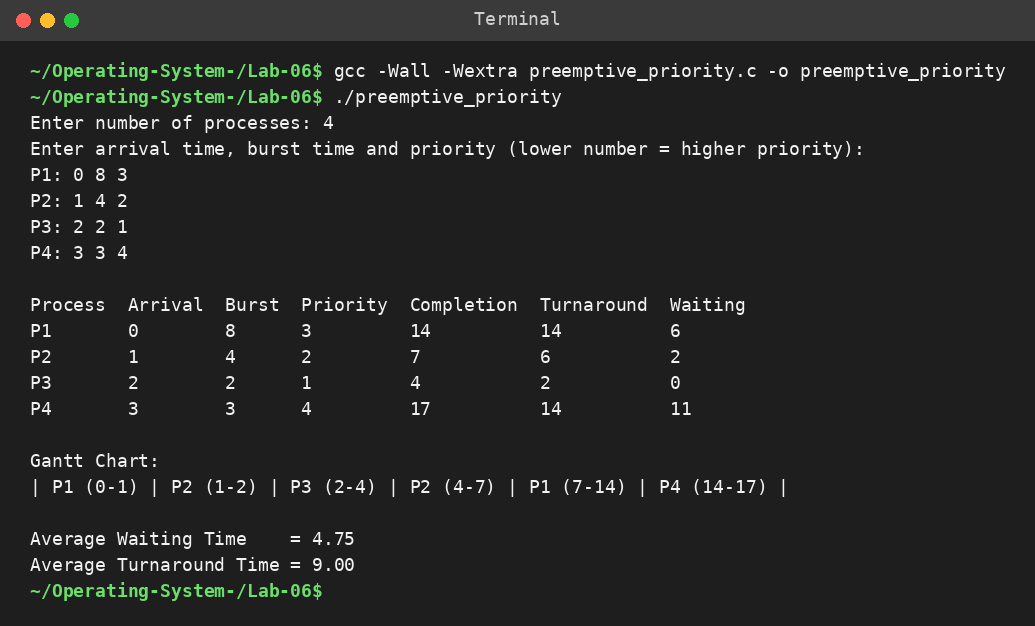 Terminal
~/Operating-System-/Lab-06$ gcc -Wall -Wextra preemptive_priority.c -o preemptive_priority
~/Operating-System-/Lab-06$ ./preemptive_priority
Enter number of processes: 4
Enter arrival time, burst time and priority (lower number = higher priority):
P1: 0 8 3
P2: 1 4 2
P3: 2 2 1
P4: 3 3 4
Process  Arrival  Burst  Priority  Completion  Turnaround  Waiting
P1       0        8      3         14          14          6
P2       1        4      2         7           6           2
P3       2        2      1         4           2           0
P4       3        3      4         17          14          11
Gantt Chart:
| P1 (0-1) | P2 (1-2) | P3 (2-4) | P2 (4-7) | P1 (7-14) | P4 (14-17) |
Average Waiting Time    = 4.75
Average Turnaround Time = 9.00
~/Operating-System-/Lab-06$